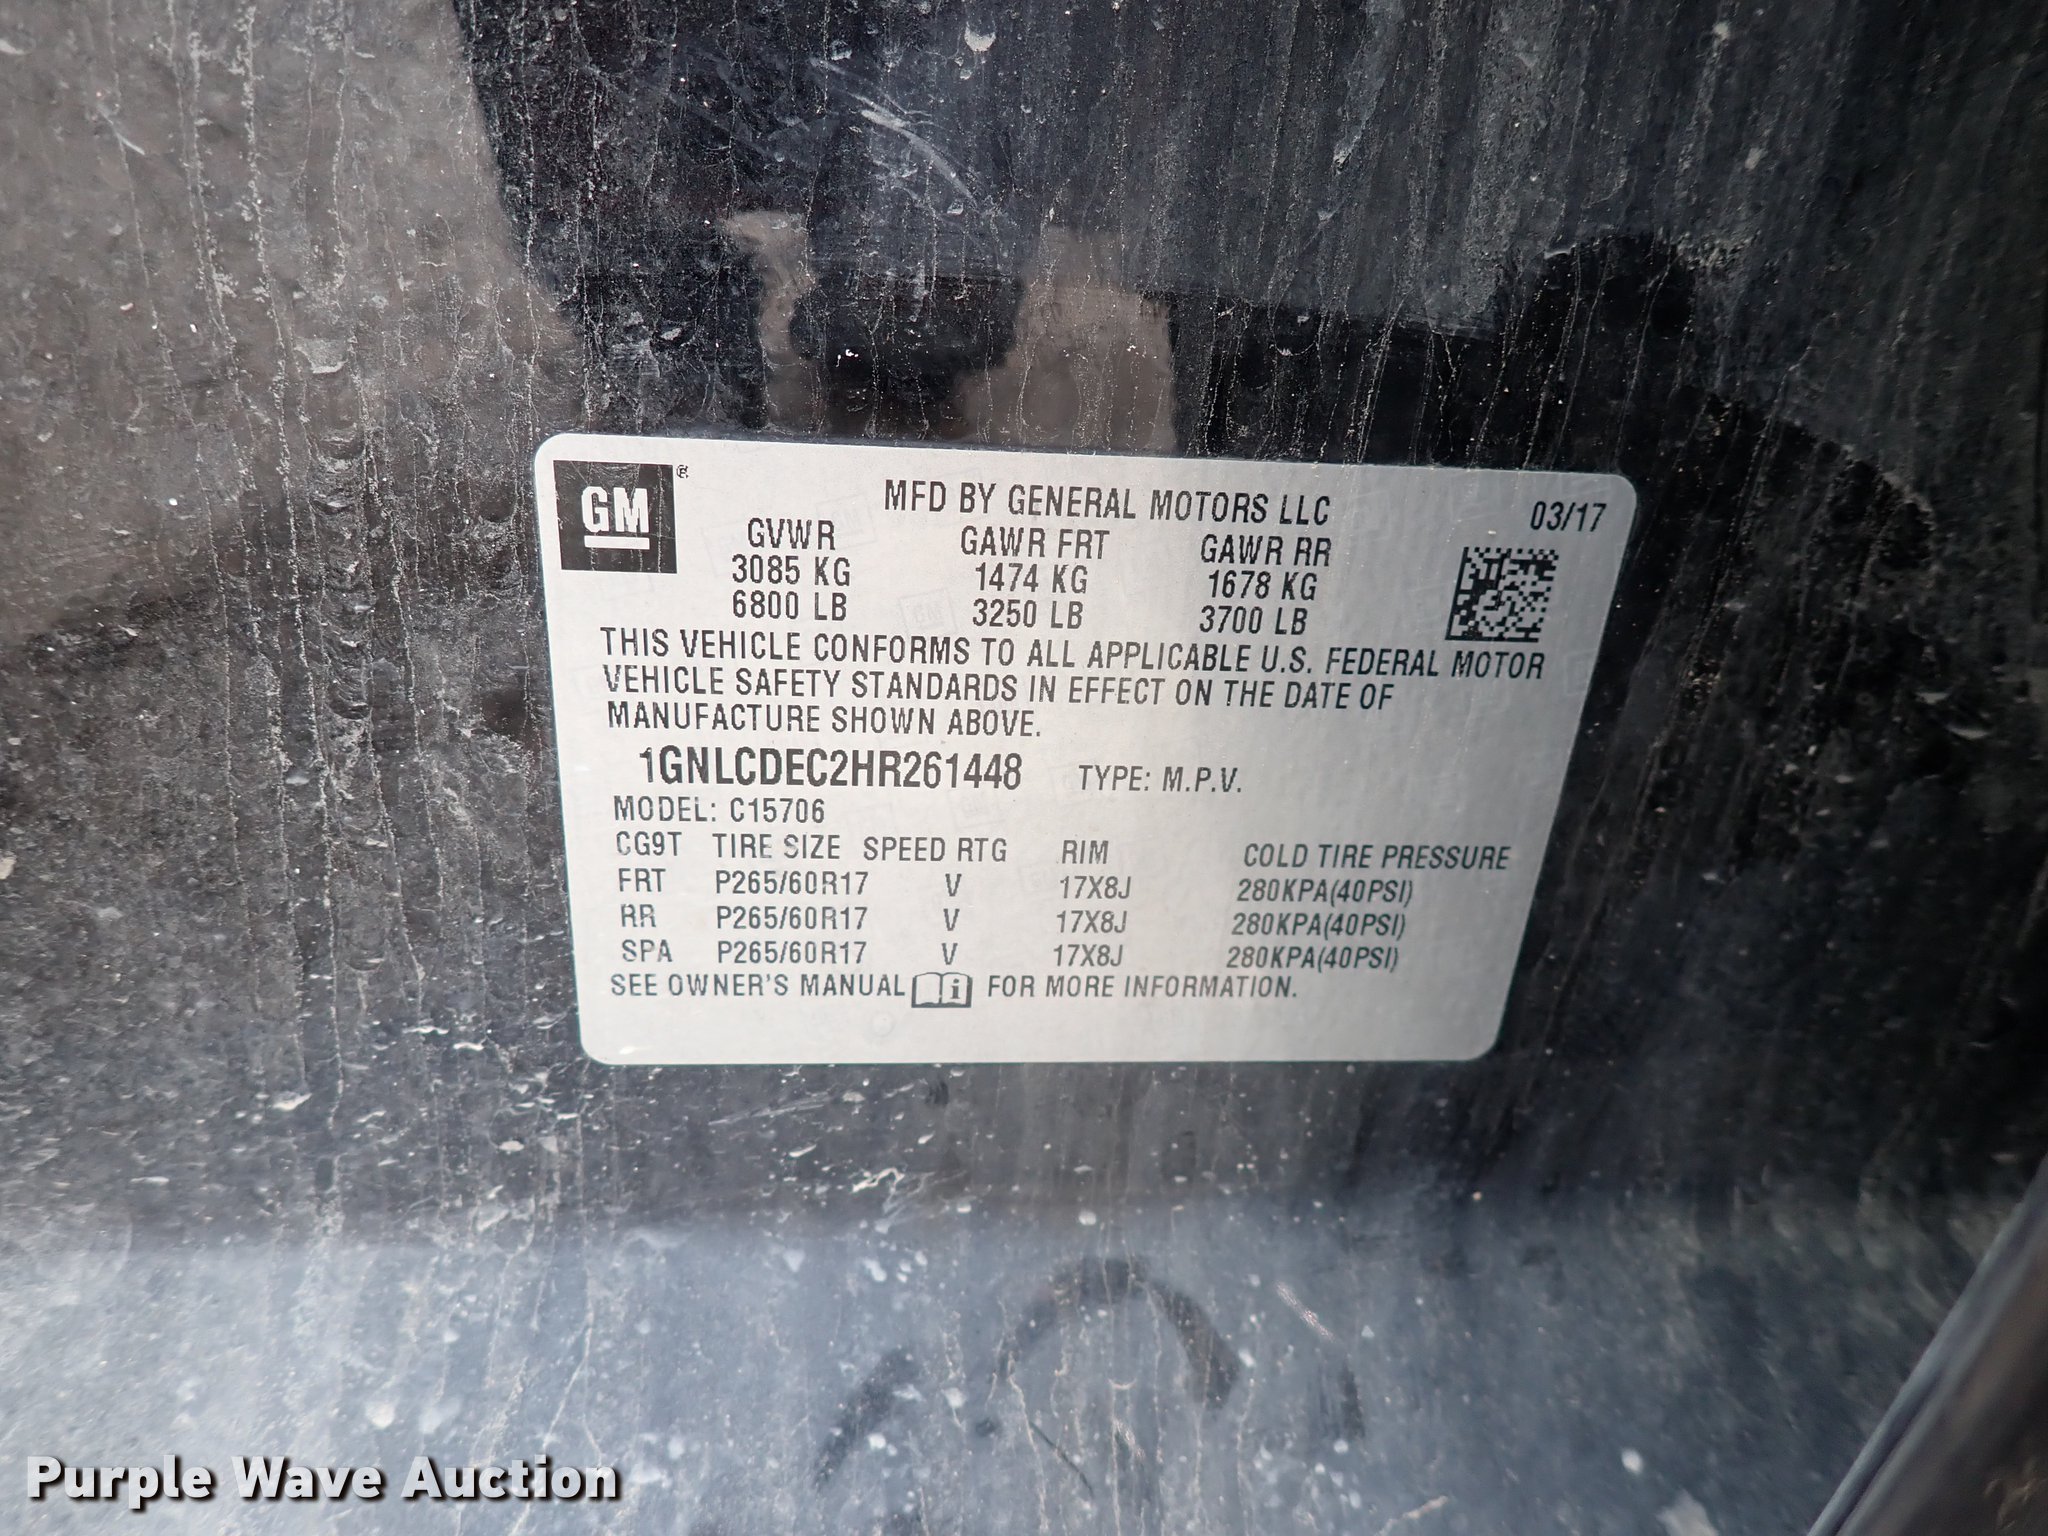 GM ®
MFD BY GENERAL MOTORS LLC 03/17
GVWR GAWR FRT GAWR RR
3085 KG 1474 KG 1678 KG
6800 LB 3250 LB 3700 LB
THIS VEHICLE CONFORMS TO ALL APPLICABLE U.S. FEDERAL MOTOR
VEHICLE SAFETY STANDARDS IN EFFECT ON THE DATE OF
MANUFACTURE SHOWN ABOVE.
1GNLCDEC2HR261448 TYPE: M.P.V.
MODEL: C15706
CG9T TIRE SIZE SPEED RTG RIM COLD TIRE PRESSURE
FRT P265/60R17 V 17X8J 280KPA(40PSI)
RR P265/60R17 V 17X8J 280KPA(40PSI)
SPA P265/60R17 V 17X8J 280KPA(40PSI)
SEE OWNER'S MANUAL i FOR MORE INFORMATION.
Purple Wave Auction